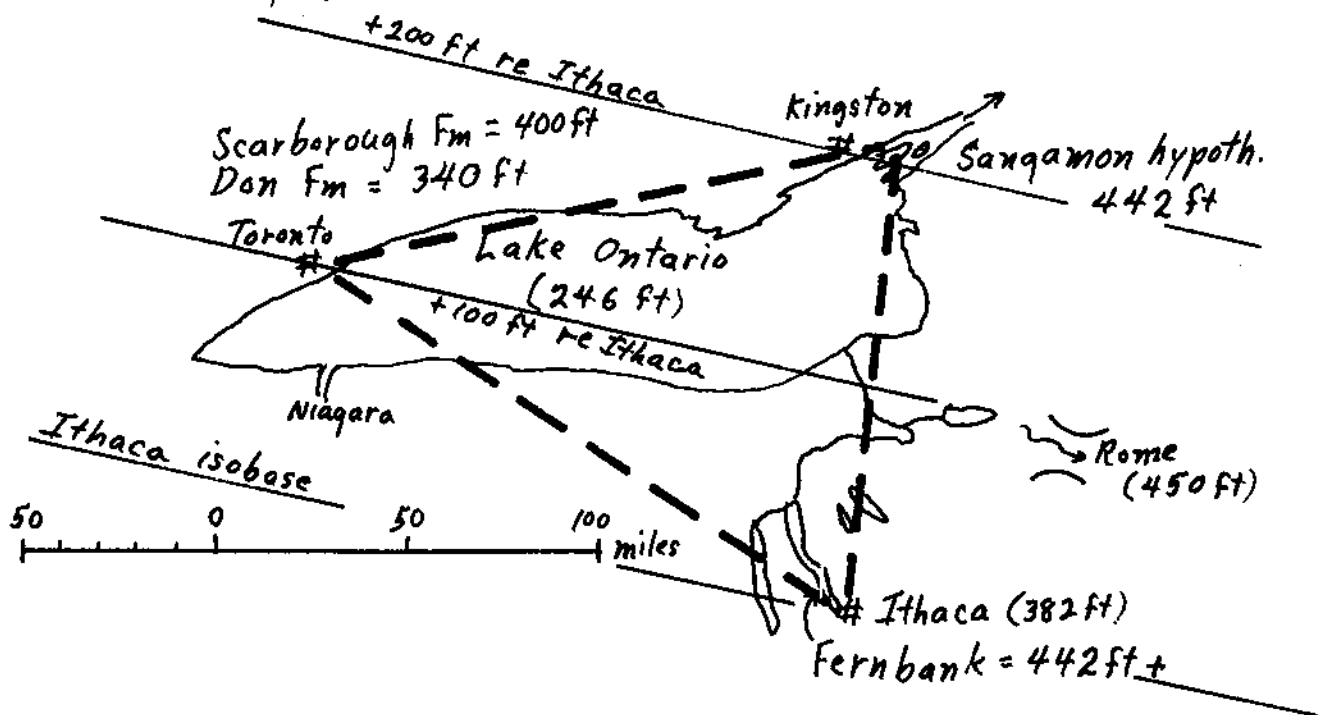 +200 ft re Ithaca
Kingston
Scarborough Fm = 400 ft
Don Fm = 340 ft
Sangamon hypoth.
442 ft
Toronto
Lake Ontario
(246 ft)
+100 ft re Ithaca
Niagara
Rome
(450 ft)
Ithaca isobase
50 0 50 100
miles
Ithaca (382 ft)
Fernbank = 442 ft +